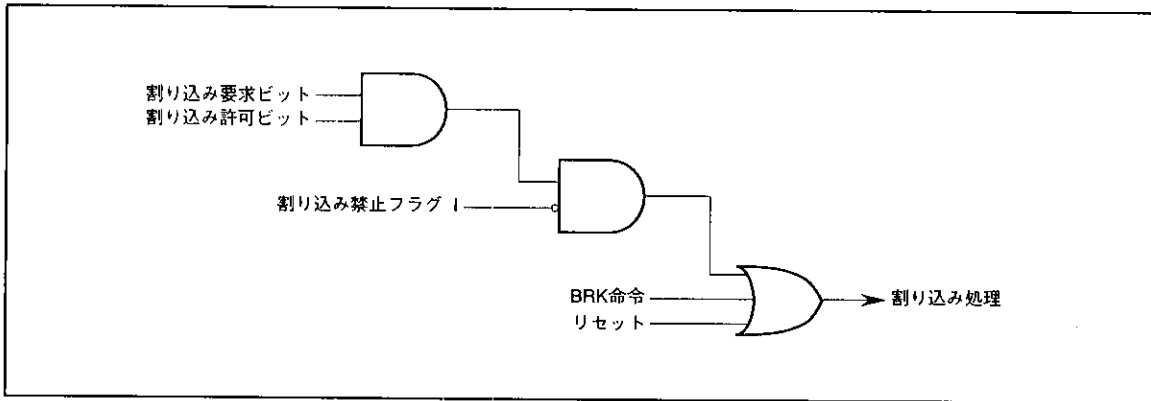 割り込み要求ビット
割り込み許可ビット
割り込み禁止フラグ I
BRK命令
リセット
割り込み処理